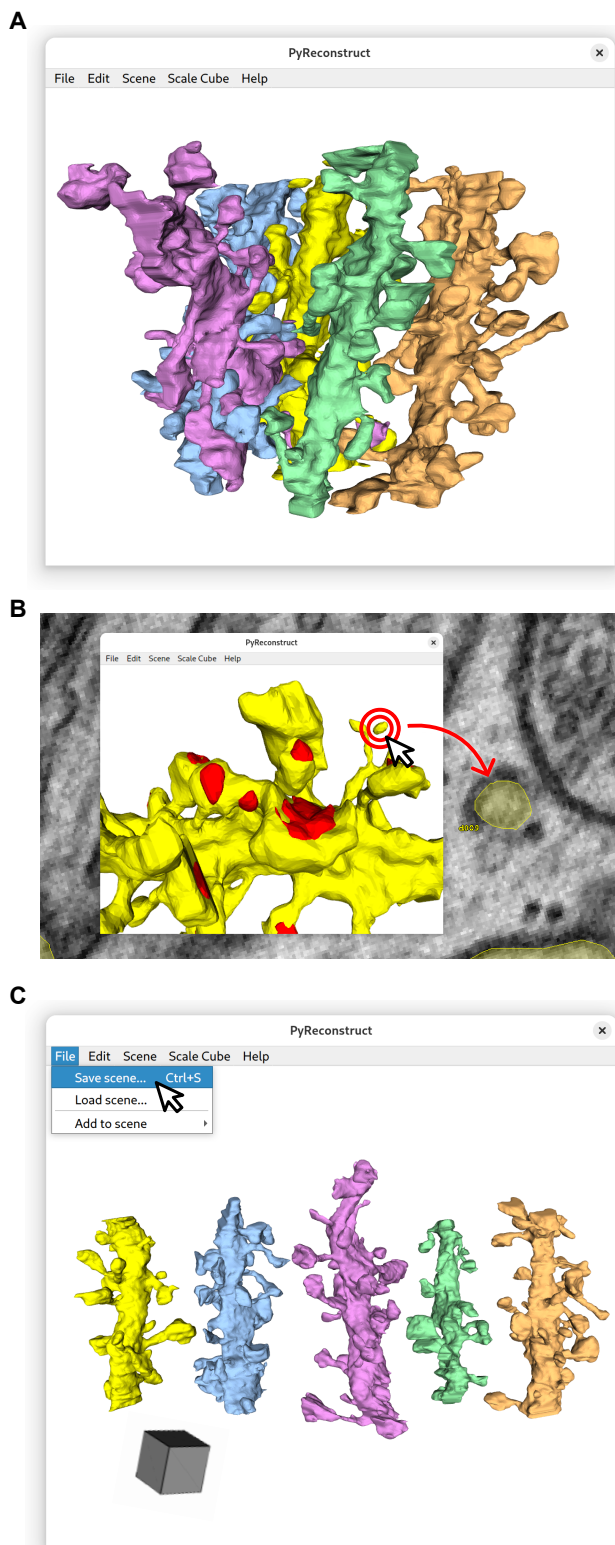 A
PyReconstruct
File Edit Scene Scale Cube Help
B
PyReconstruct
File Edit Scene Scale Cube Help
d009
C
PyReconstruct
File Edit Scene Scale Cube Help
Save scene... Ctrl+S
Load scene...
Add to scene